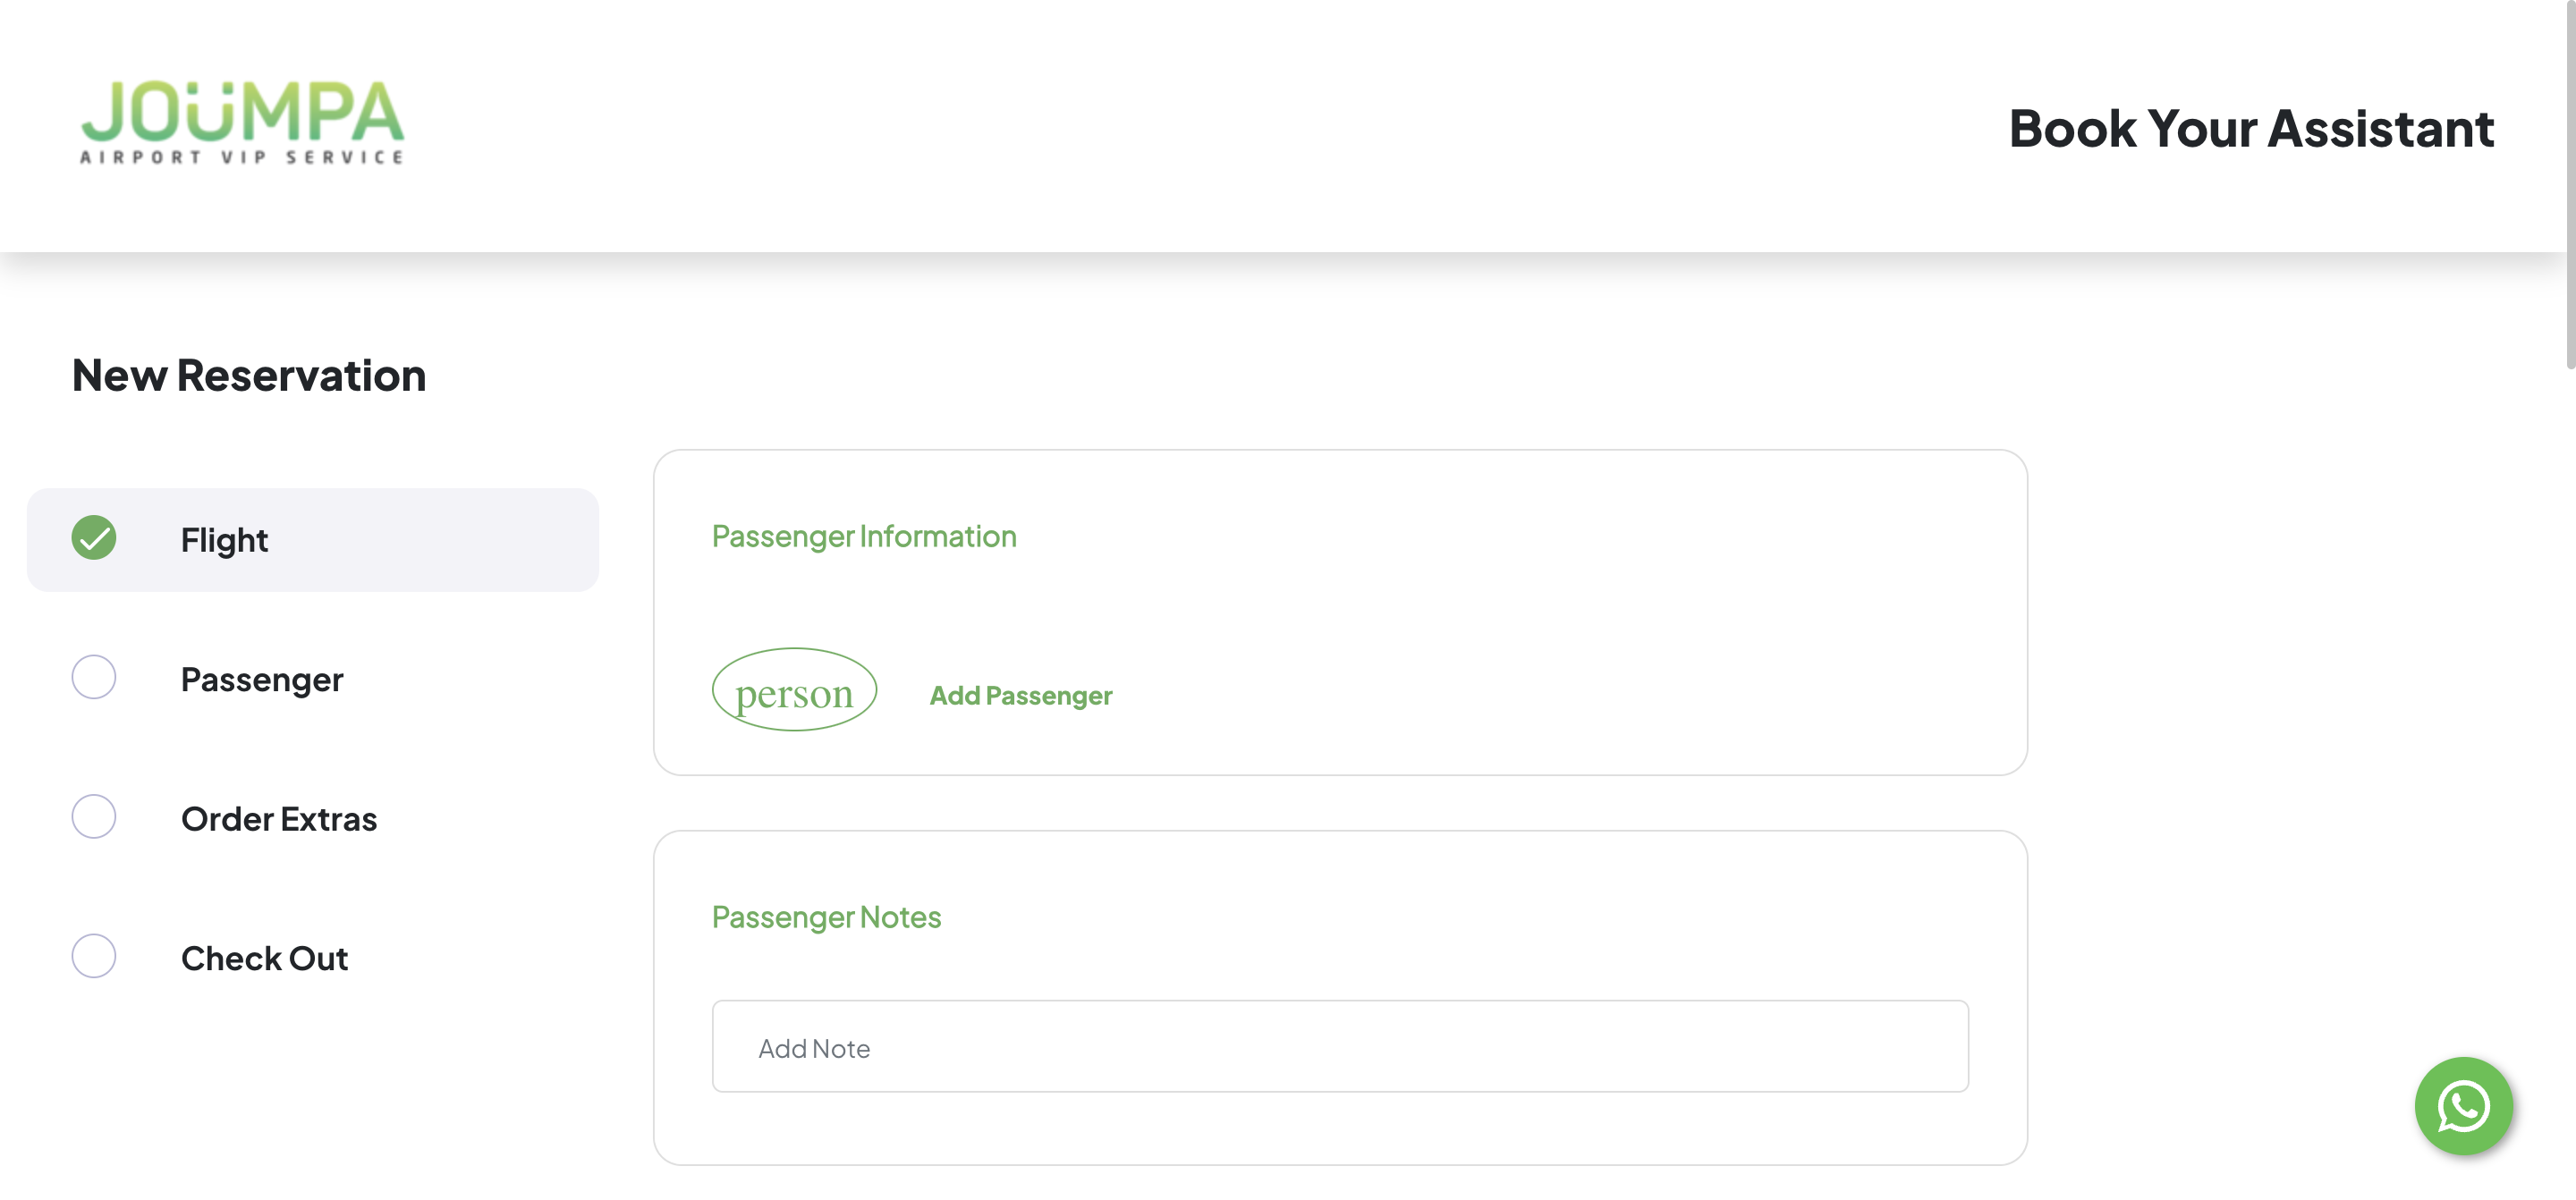 JOÜMPA
AIRPORT VIP SERVICE
Book Your Assistant
New Reservation
Flight
Passenger
Order Extras
Check Out
Passenger Information
person
Add Passenger
Passenger Notes
Add Note